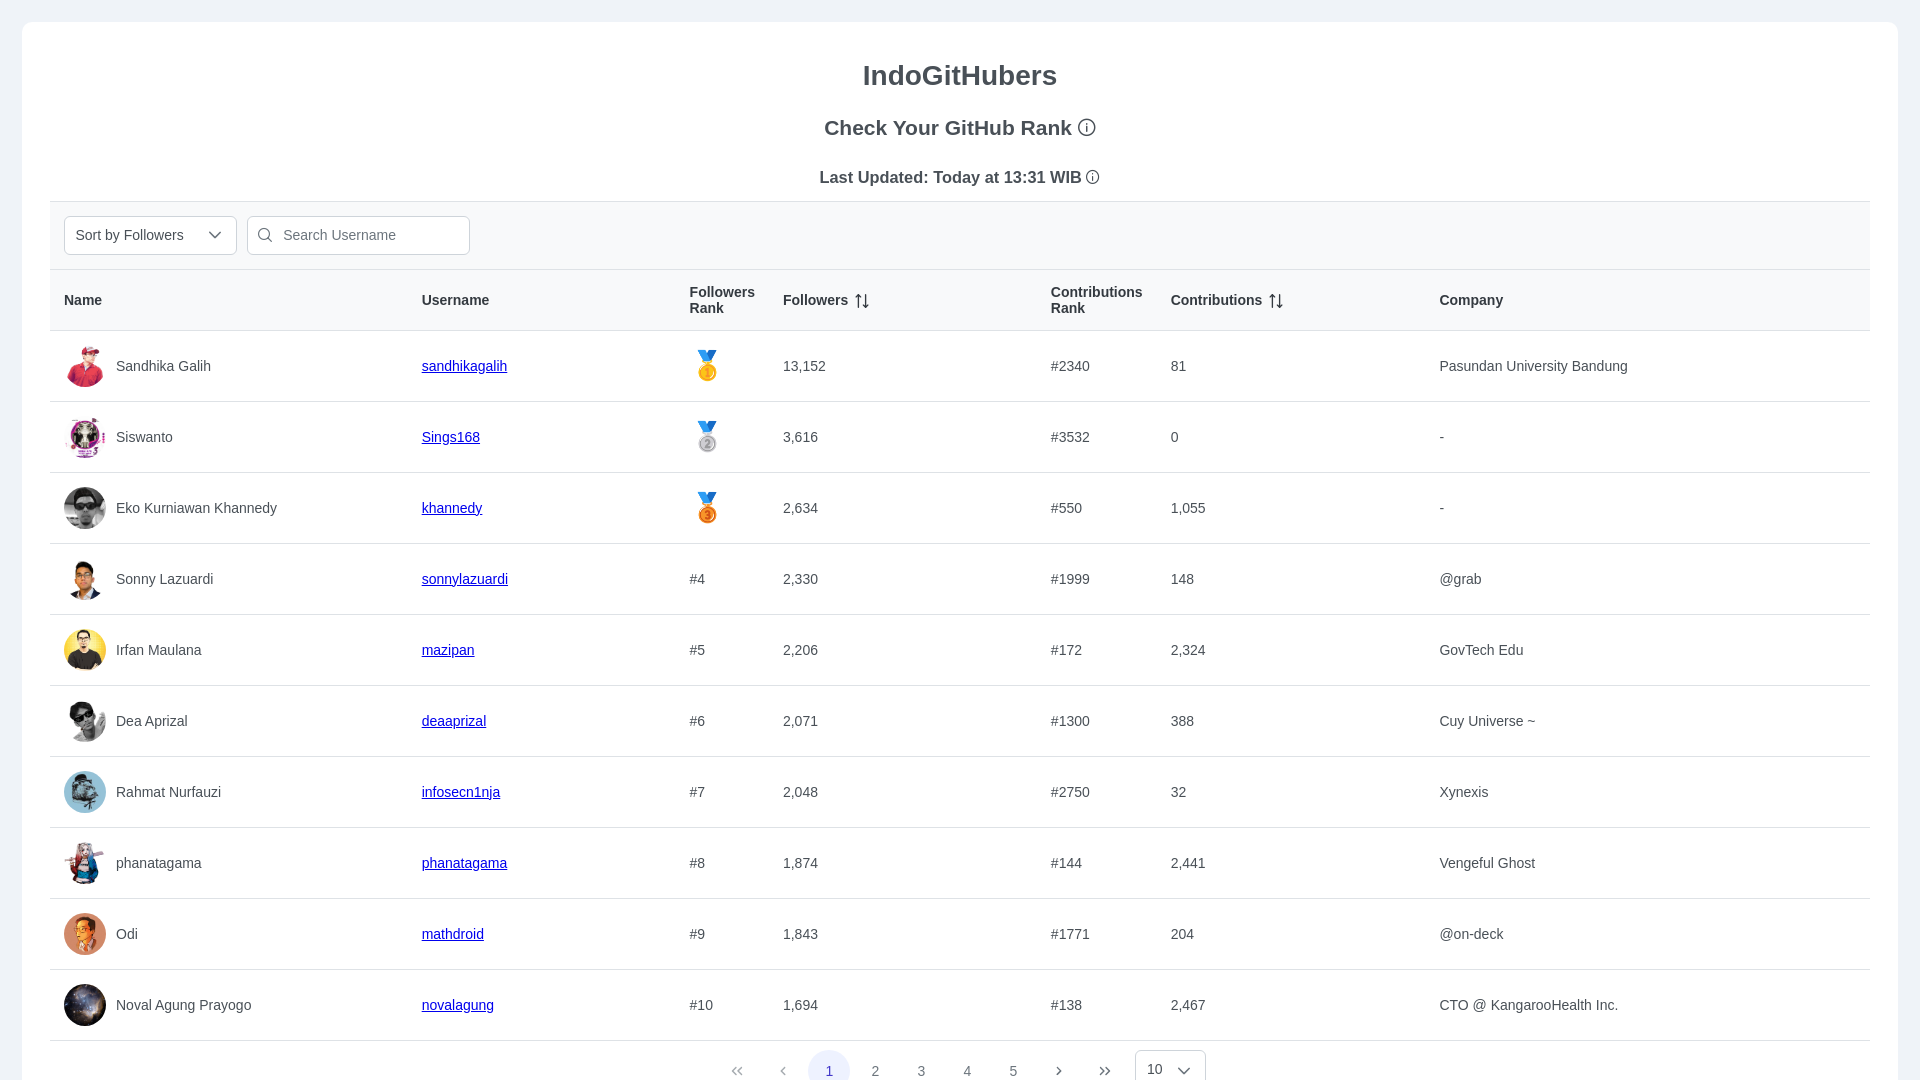 IndoGitHubers
Check Your GitHub Rank
Last Updated: Today at 13:31 WIB
Sort by Followers Search Username
Name Username Followers Rank Followers Contributions Rank Contributions Company
Sandhika Galih sandhikagalih 1 13,152 #2340 81 Pasundan University Bandung
Siswanto Sings168 2 3,616 #3532 0 -
Eko Kurniawan Khannedy khannedy 3 2,634 #550 1,055 -
Sonny Lazuardi sonnylazuardi #4 2,330 #1999 148 @grab
Irfan Maulana mazipan #5 2,206 #172 2,324 GovTech Edu
Dea Aprizal deaaprizal #6 2,071 #1300 388 Cuy Universe ~
Rahmat Nurfauzi infosecn1nja #7 2,048 #2750 32 Xynexis
phanatagama phanatagama #8 1,874 #144 2,441 Vengeful Ghost
Odi mathdroid #9 1,843 #1771 204 @on-deck
Noval Agung Prayogo novalagung #10 1,694 #138 2,467 CTO @ KangarooHealth Inc.
1 2 3 4 5 10